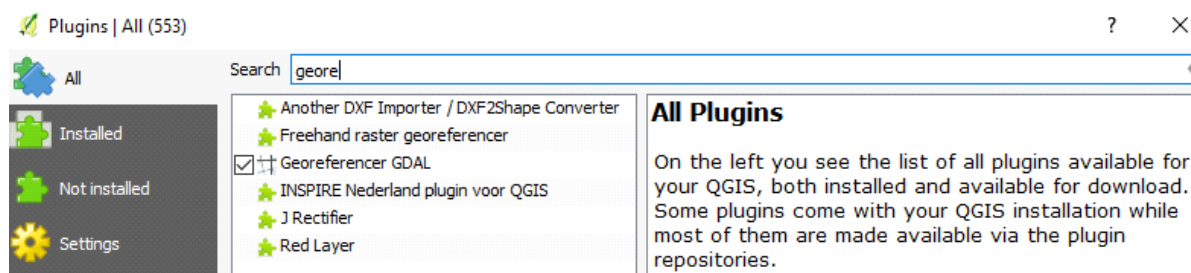 Plugins | All (553)
?
All
Search geore
Installed
Not installed
Settings
Another DXF Importer / DXF2Shape Converter
Freehand raster georeferencer
Georeferencer GDAL
INSPIRE Nederland plugin voor QGIS
J Rectifier
Red Layer
All Plugins
On the left you see the list of all plugins available for
your QGIS, both installed and available for download.
Some plugins come with your QGIS installation while
most of them are made available via the plugin
repositories.